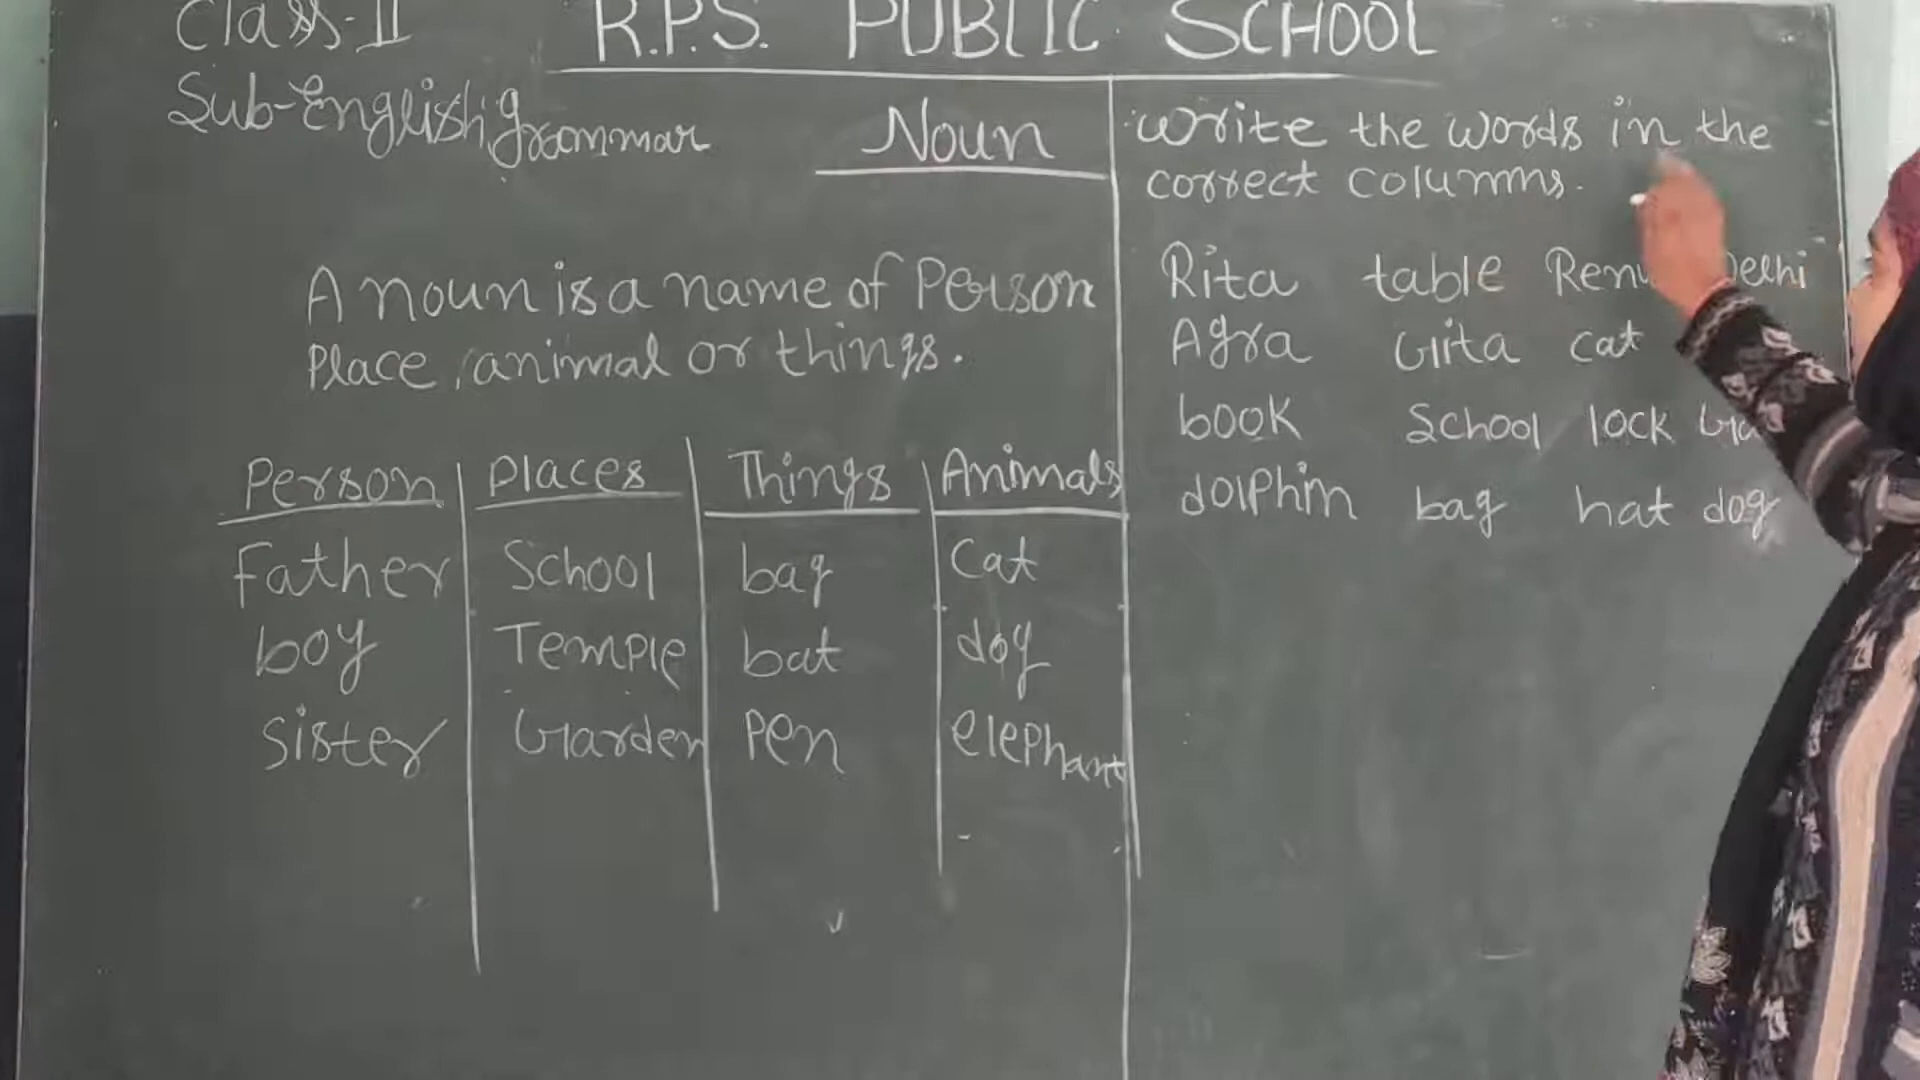 Class-II
R.P.S. PUBLIC SCHOOL
Sub-English Grammar
Noun
A noun is a name of Person
Place, animal or things.
Person Places Things Animals
Father School bag Cat
boy Temple bat dog
Sister Garden Pen elephant
write the words in the
correct columns.
Rita table Delhi
Agra Gita cat
book School lock
dolphin bag hat dog